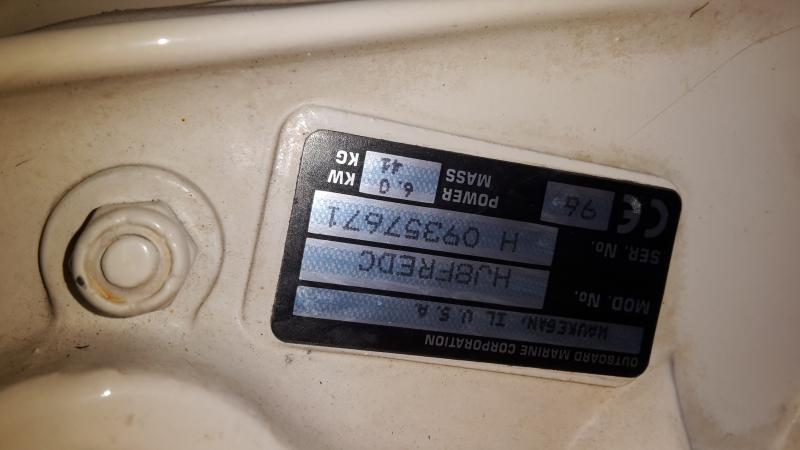 OUTBOARD MARINE CORPORATION
WAUKEGAN, IL U.S.A.
MOD. No.
HJ8FREDC
SER. No.
H 09357671
CE 96 POWER 6.0 KW
MASS 41 KG